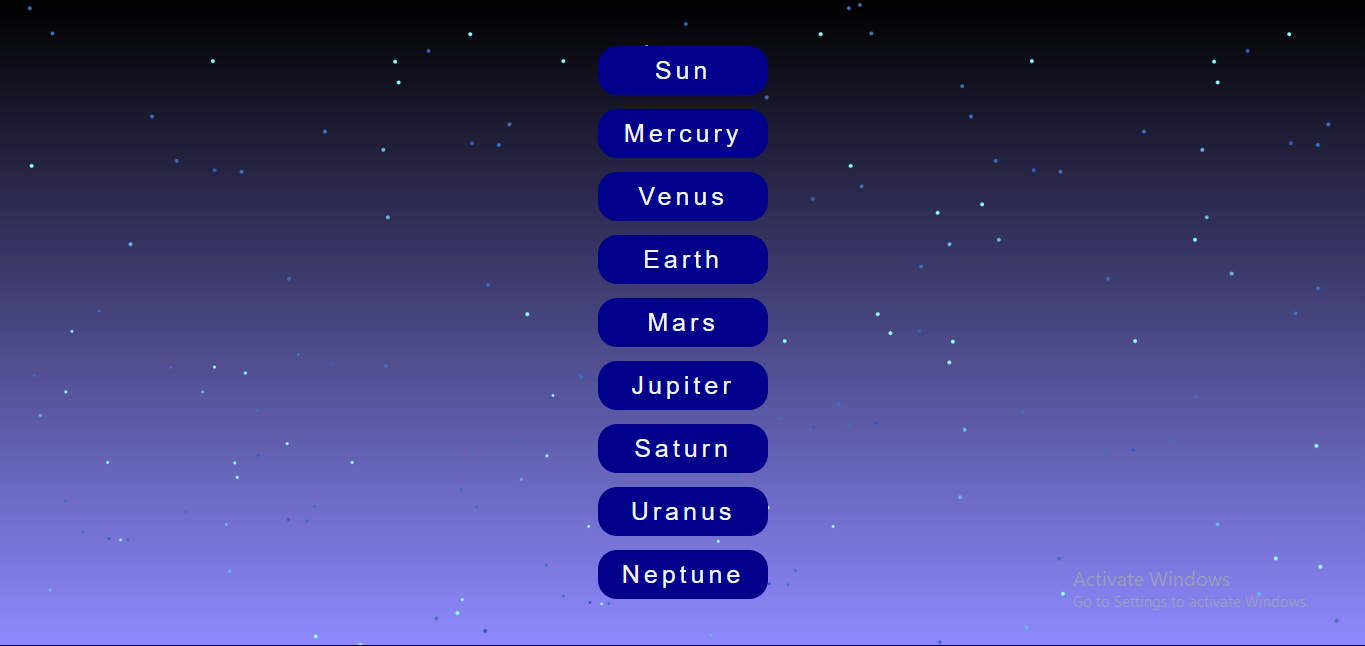 Sun
Mercury
Venus
Earth
Mars
Jupiter
Saturn
Uranus
Neptune
Activate Windows
Go to Settings to activate Windows.